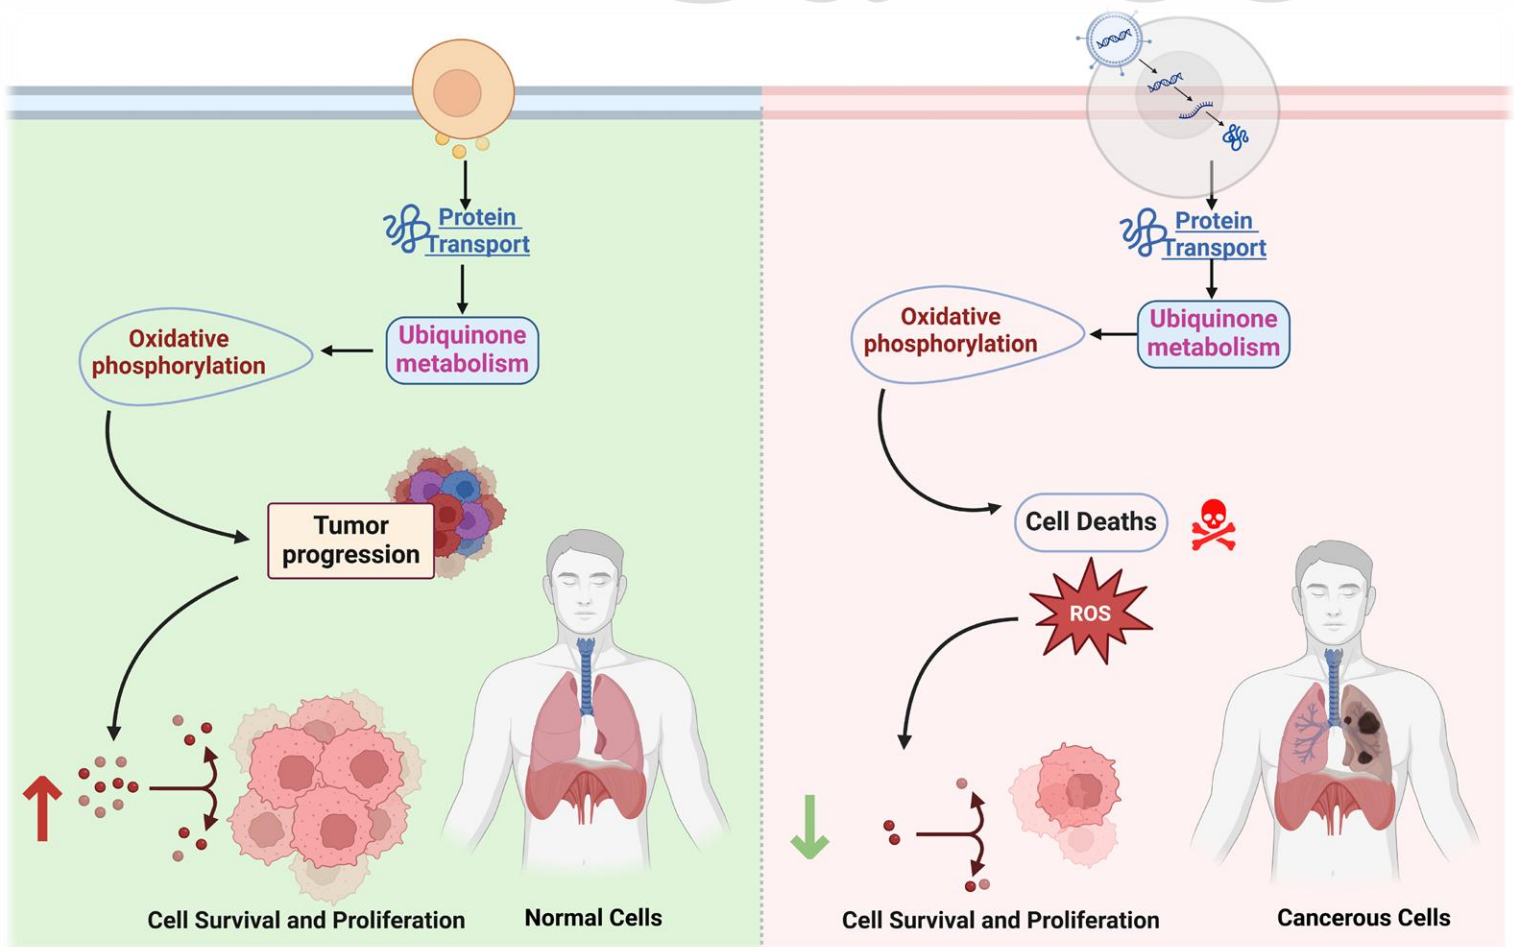 Protein
Transport
Ubiquinone
metabolism
Oxidative
phosphorylation
Tumor
progression
Cell Survival and Proliferation
Normal Cells
Protein
Transport
Ubiquinone
metabolism
Oxidative
phosphorylation
Cell Deaths
ROS
Cell Survival and Proliferation
Cancerous Cells